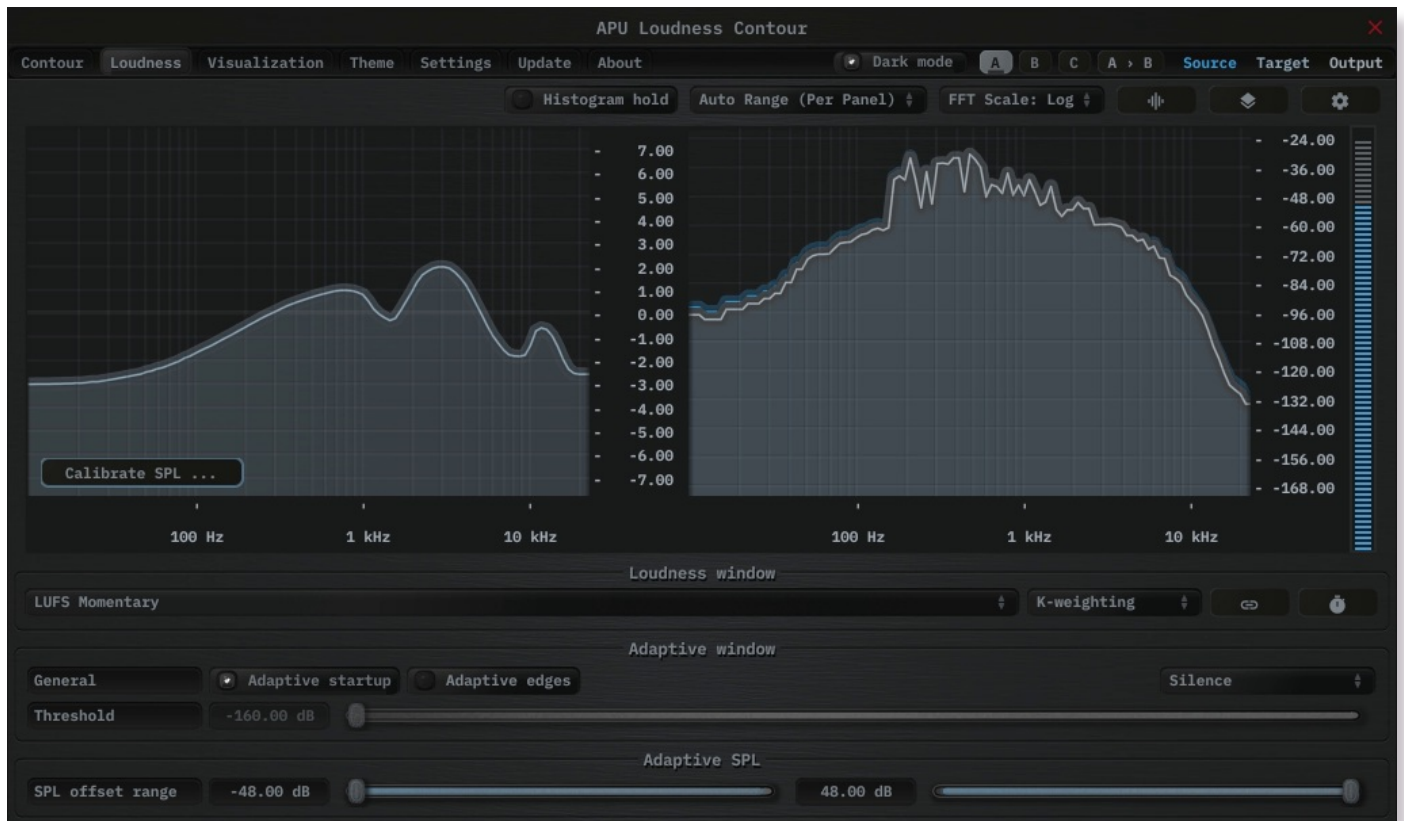 APU Loudness Contour
Contour Loudness Visualization Theme Settings Update About Dark mode A B C A › B Source Target Output
Histogram hold Auto Range (Per Panel) FFT Scale: Log
- 7.00
- 6.00
- 5.00
- 4.00
- 3.00
- 2.00
- 1.00
- 0.00
- -1.00
- -2.00
- -3.00
- -4.00
- -5.00
- -6.00
- -7.00
Calibrate SPL ...
100 Hz 1 kHz 10 kHz
- -24.00
- -36.00
- -48.00
- -60.00
- -72.00
- -84.00
- -96.00
- -108.00
- -120.00
- -132.00
- -144.00
- -156.00
- -168.00
100 Hz 1 kHz 10 kHz
Loudness window
LUFS Momentary K-weighting
Adaptive window
General Adaptive startup Adaptive edges Silence
Threshold -160.00 dB
Adaptive SPL
SPL offset range -48.00 dB 48.00 dB